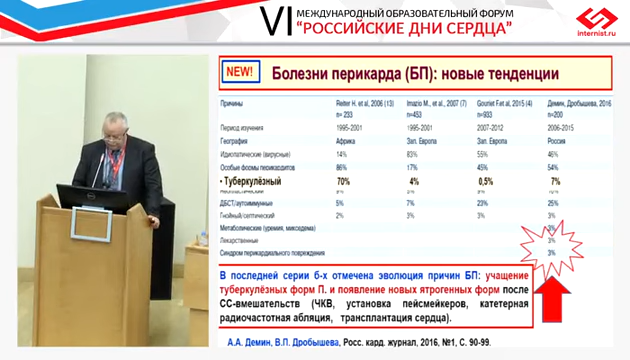 VI МЕЖДУНАРОДНЫЙ ОБРАЗОВАТЕЛЬНЫЙ ФОРУМ
"РОССИЙСКИЕ ДНИ СЕРДЦА"
internist.ru
NEW! Болезни перикарда (БП): новые тенденции
Причины Reiter H. et al, 2006 (13) Imazio M., et al., 2007 (7) Gouriet F.et al, 2015 (4) Демин, Дробышева, 2016
n= 233 n=453 n=933 n=200
Период изучения 1995-2001 1995-2001 2007-2012 2006-2015
География Африка Зап. Европа Зап. Европа Россия
Идиопатические (вирусные) 14% 83% 55% 46%
Особые формы перикардитов 86% 17% 45% 54%
• Туберкулёзный 70% 4% 0,5% 7%
ДБСТ/аутоиммунные 5% 7% 23% 25%
Гнойный/септический 2% 3% 3% 3%
Метаболические (уремия, микседема) 3%
Лекарственные 3%
Синдром перикардиального повреждения 3%
В последней серии б-х отмечена эволюция причин БП: учащение
туберкулёзных форм П. и появление новых ятрогенных форм после
СС-вмешательств (ЧКВ, установка пейсмейкеров, катетерная
радиочастотная абляция, трансплантация сердца).
А.А. Демин, В.П. Дробышева, Росс. кард. журнал, 2016, №1, С. 90-99.